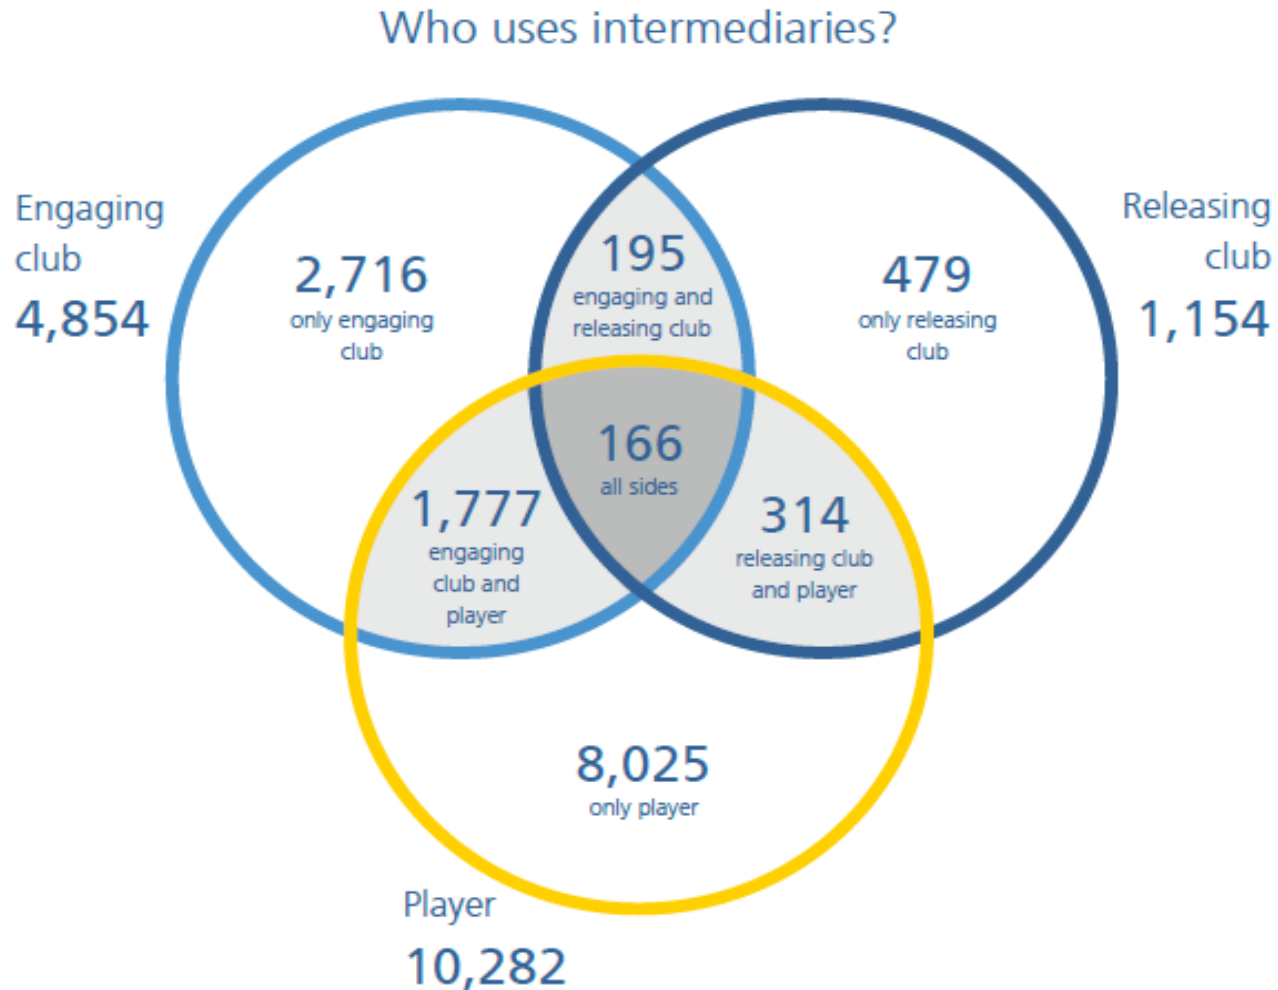 Who uses intermediaries?
Engaging
club
4,854
Releasing
club
1,154
2,716
only engaging
club
195
engaging and
releasing club
479
only releasing
club
166
all sides
1,777
engaging
club and
player
314
releasing club
and player
8,025
only player
Player
10,282